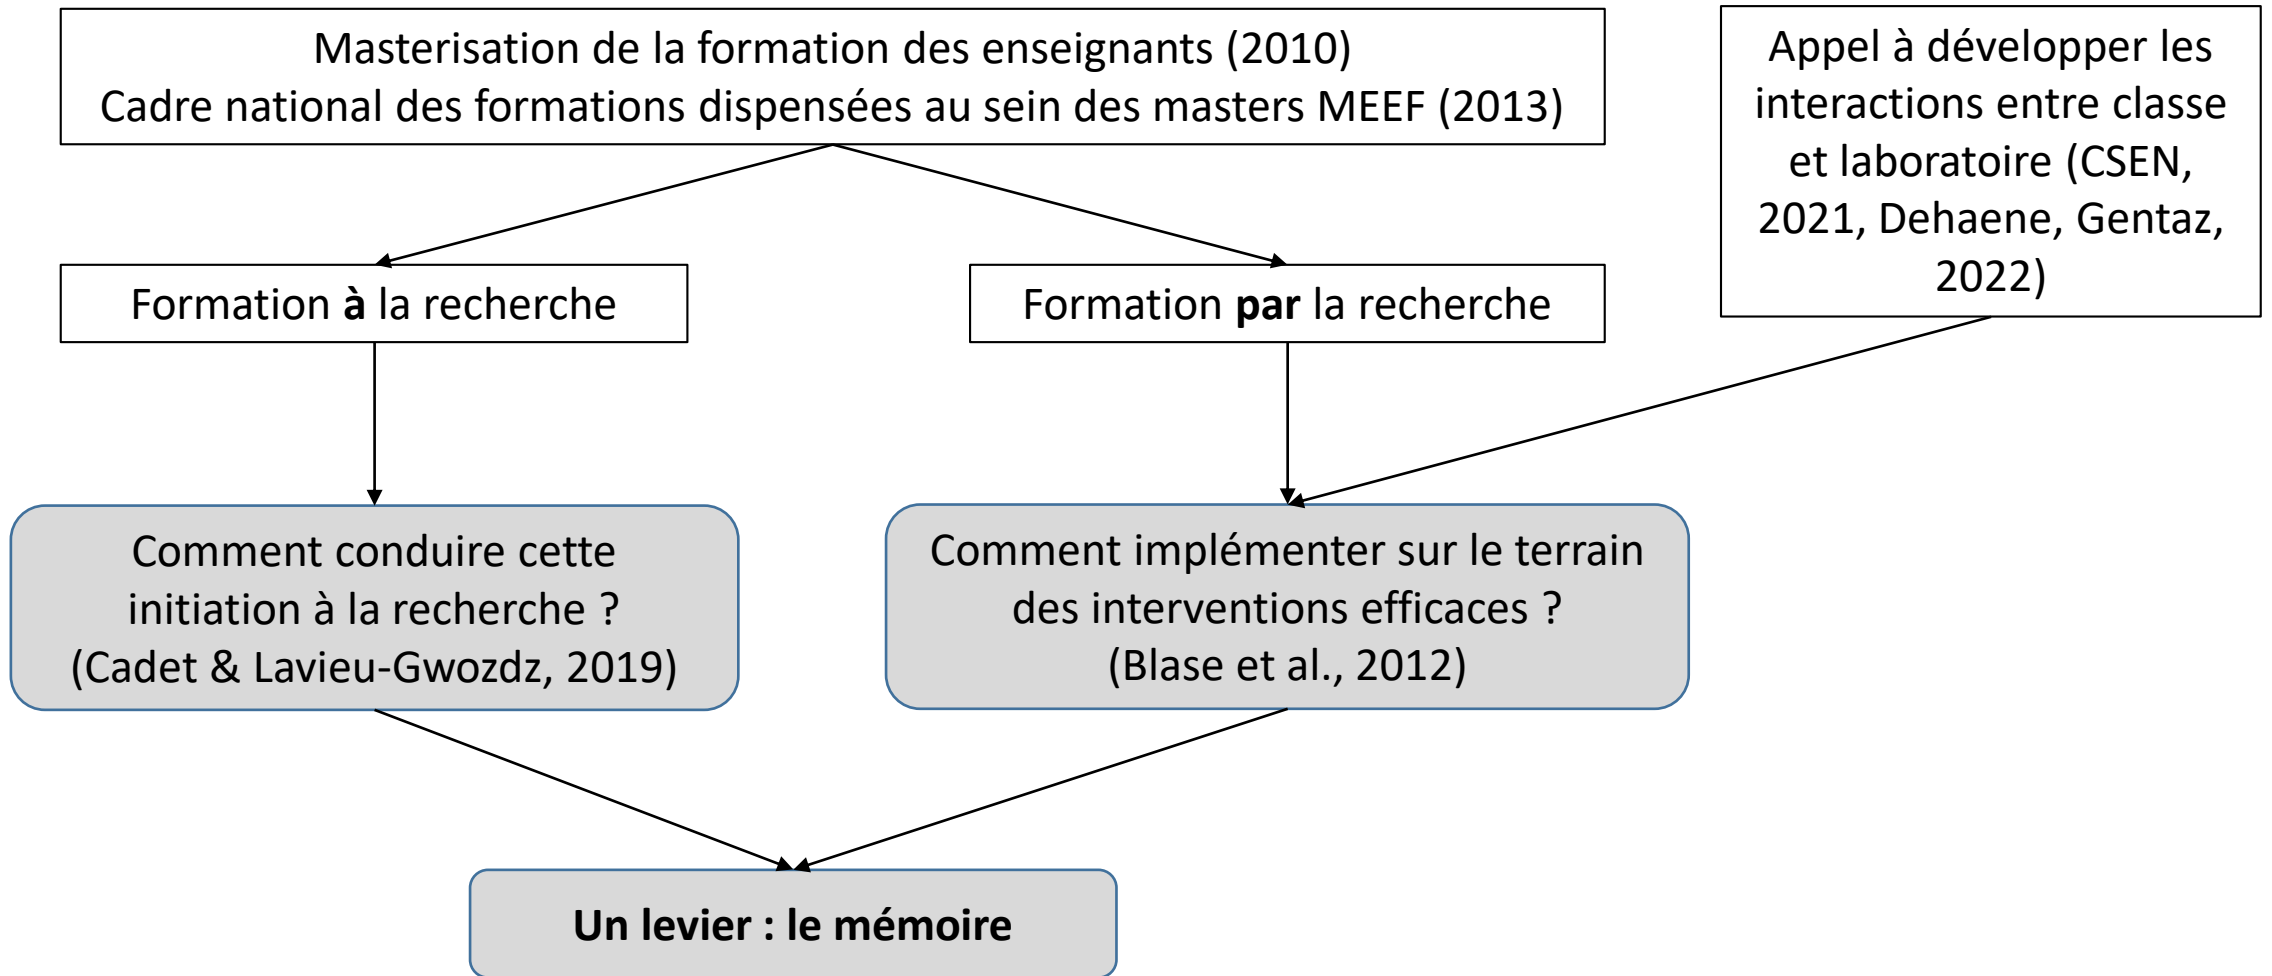 Masterisation de la formation des enseignants (2010)
Cadre national des formations dispensées au sein des masters MEEF (2013)
Appel à développer les
interactions entre classe
et laboratoire (CSEN,
2021, Dehaene, Gentaz,
2022)
Formation à la recherche
Formation par la recherche
Comment conduire cette
initiation à la recherche ?
(Cadet & Lavieu-Gwozdz, 2019)
Comment implémenter sur le terrain
des interventions efficaces ?
(Blase et al., 2012)
Un levier : le mémoire